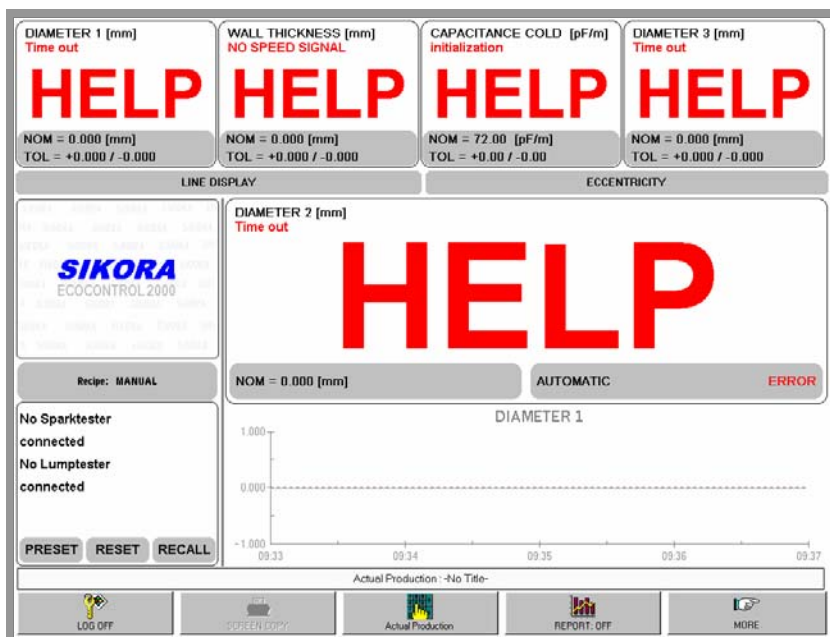 DIAMETER 1 [mm]
Time out
HELP
NOM = 0.000 [mm]
TOL = +0.000 / -0.000
WALL THICKNESS [mm]
NO SPEED SIGNAL
HELP
NOM = 0.000 [mm]
TOL = +0.000 / -0.000
CAPACITANCE COLD [pF/m]
initialization
HELP
NOM = 72.00 [pF/m]
TOL = +0.00 / -0.00
DIAMETER 3 [mm]
Time out
HELP
NOM = 0.000 [mm]
TOL = +0.000 / -0.000
LINE DISPLAY
ECCENTRICITY
SIKORA
ECOCONTROL 2000
Recipe: MANUAL
No Sparktester
connected
No Lumptester
connected
PRESET RESET RECALL
DIAMETER 2 [mm]
Time out
HELP
NOM = 0.000 [mm]
AUTOMATIC ERROR
DIAMETER 1
1.000
0.000
-1.000
09:33 09:34 09:35 09:36 09:37
Actual Production : -No Title-
LOG OFF
SCREEN COPY
Actual Production
REPORT: OFF
MORE